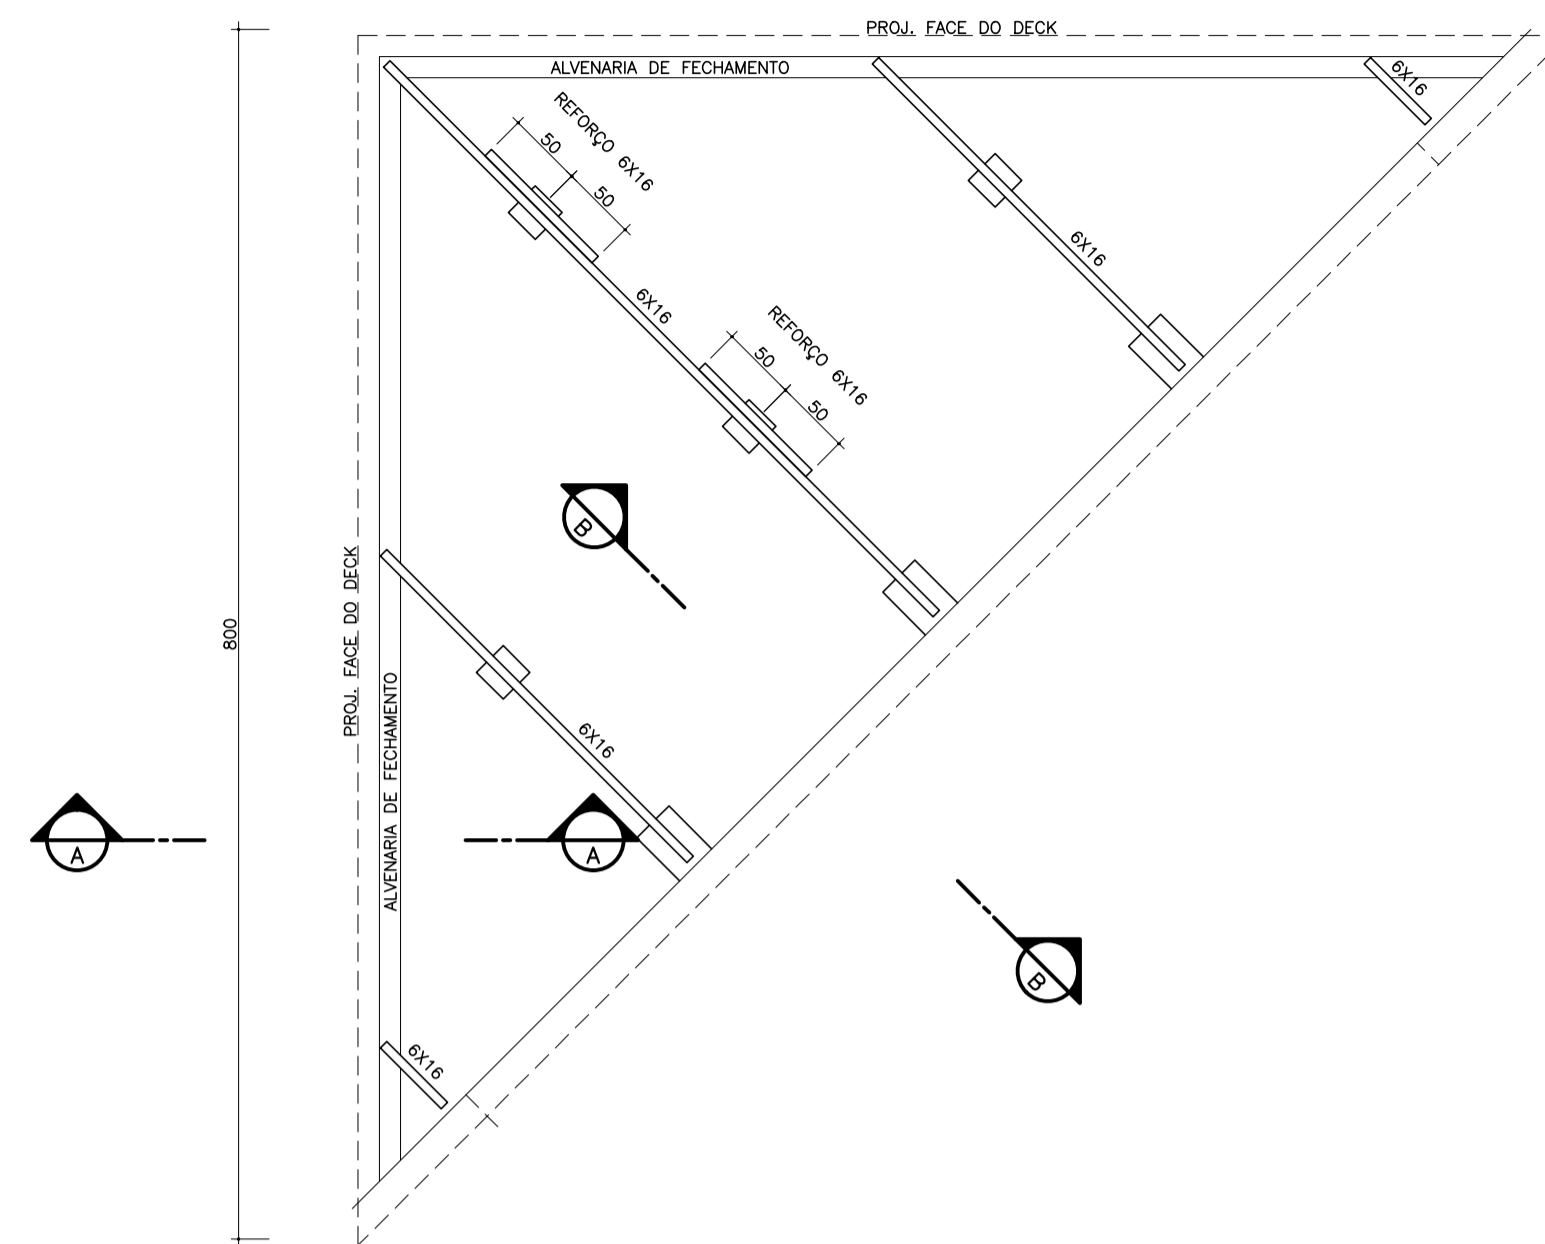 PROJ. FACE DO DECK
ALVENARIA DE FECHAMENTO
6X16
REFORÇO 6X16
50
50
6X16
6X16
REFORÇO 6X16
50
50
B
PROJ. FACE DO DECK
800
6X16
ALVENARIA DE FECHAMENTO
A
A
B
6X16